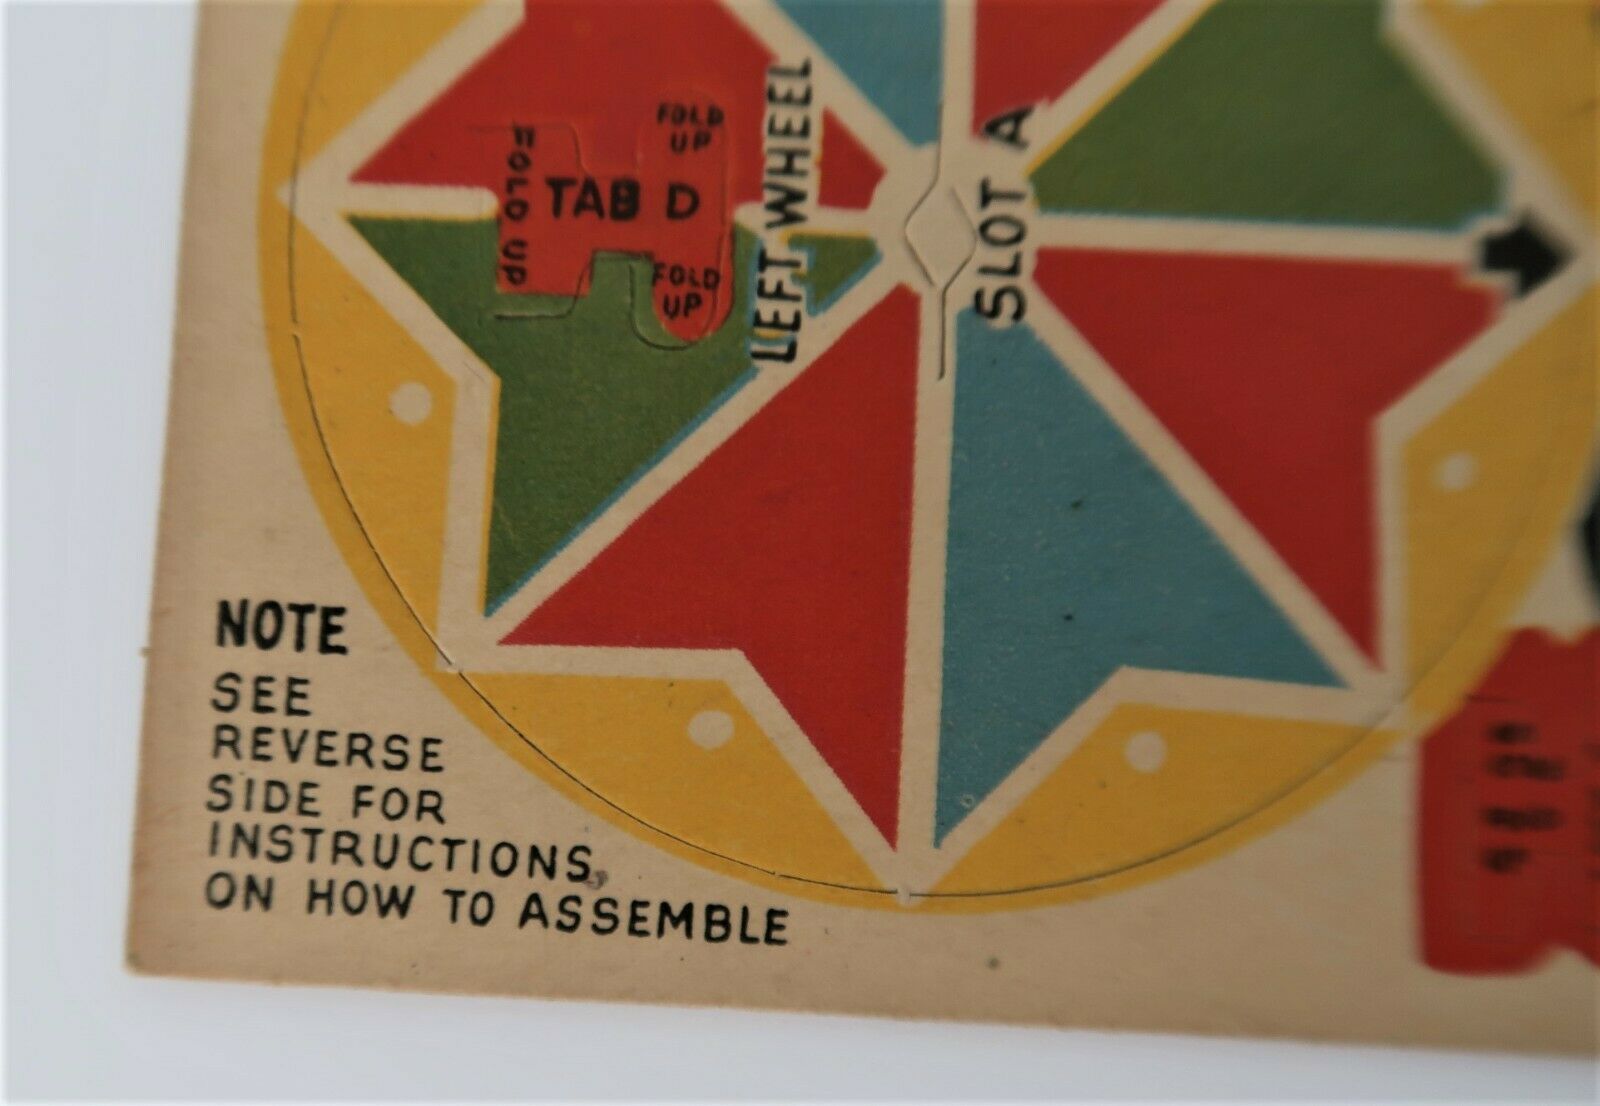 FOLD
UP
FOLD UP
TAB D
FOLD
UP
LEFT WHEEL
SLOT A
NOTE
SEE
REVERSE
SIDE FOR
INSTRUCTIONS,
ON HOW TO ASSEMBLE